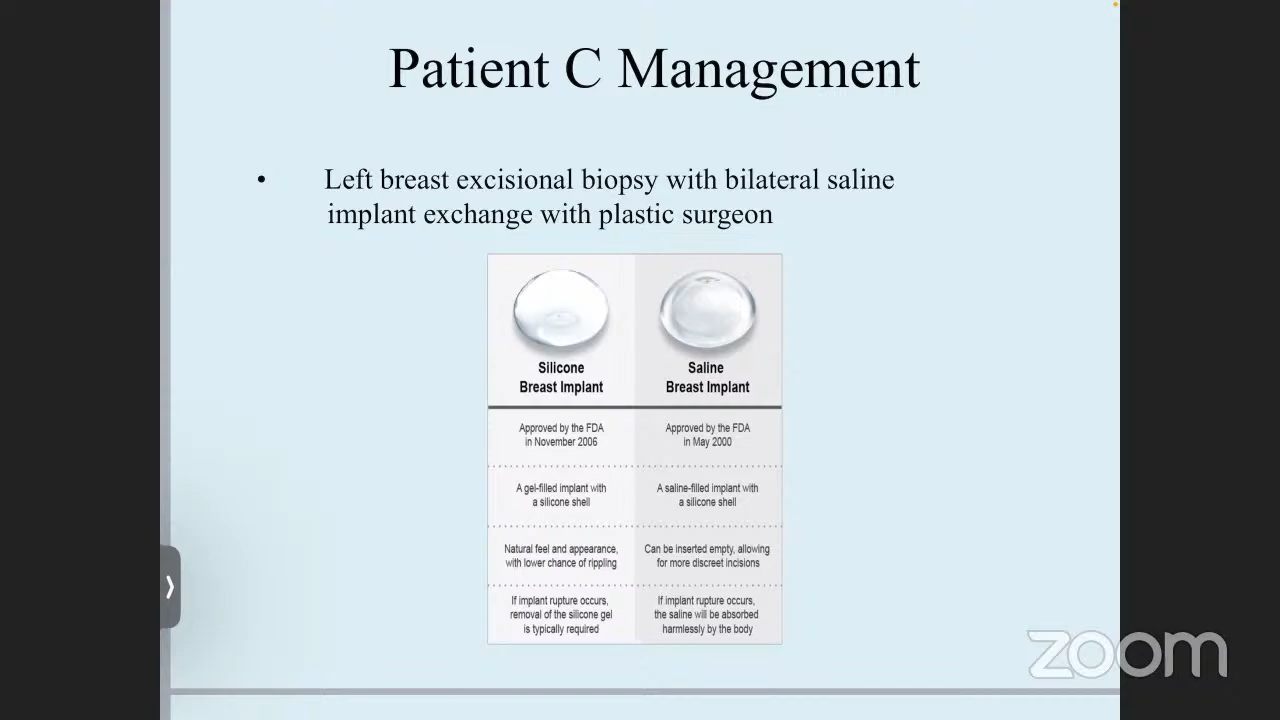 Patient C Management
• Left breast excisional biopsy with bilateral saline
implant exchange with plastic surgeon
Silicone
Breast Implant
Saline
Breast Implant
Approved by the FDA
in November 2006
Approved by the FDA
in May 2000
A gel-filled implant with
a silicone shell
A saline-filled implant with
a silicone shell
Natural feel and appearance,
with lower chance of rippling
Can be inserted empty, allowing
for more discreet incisions
If implant rupture occurs,
removal of the silicone gel
is typically required
If implant rupture occurs,
the saline will be absorbed
harmlessly by the body
zoom